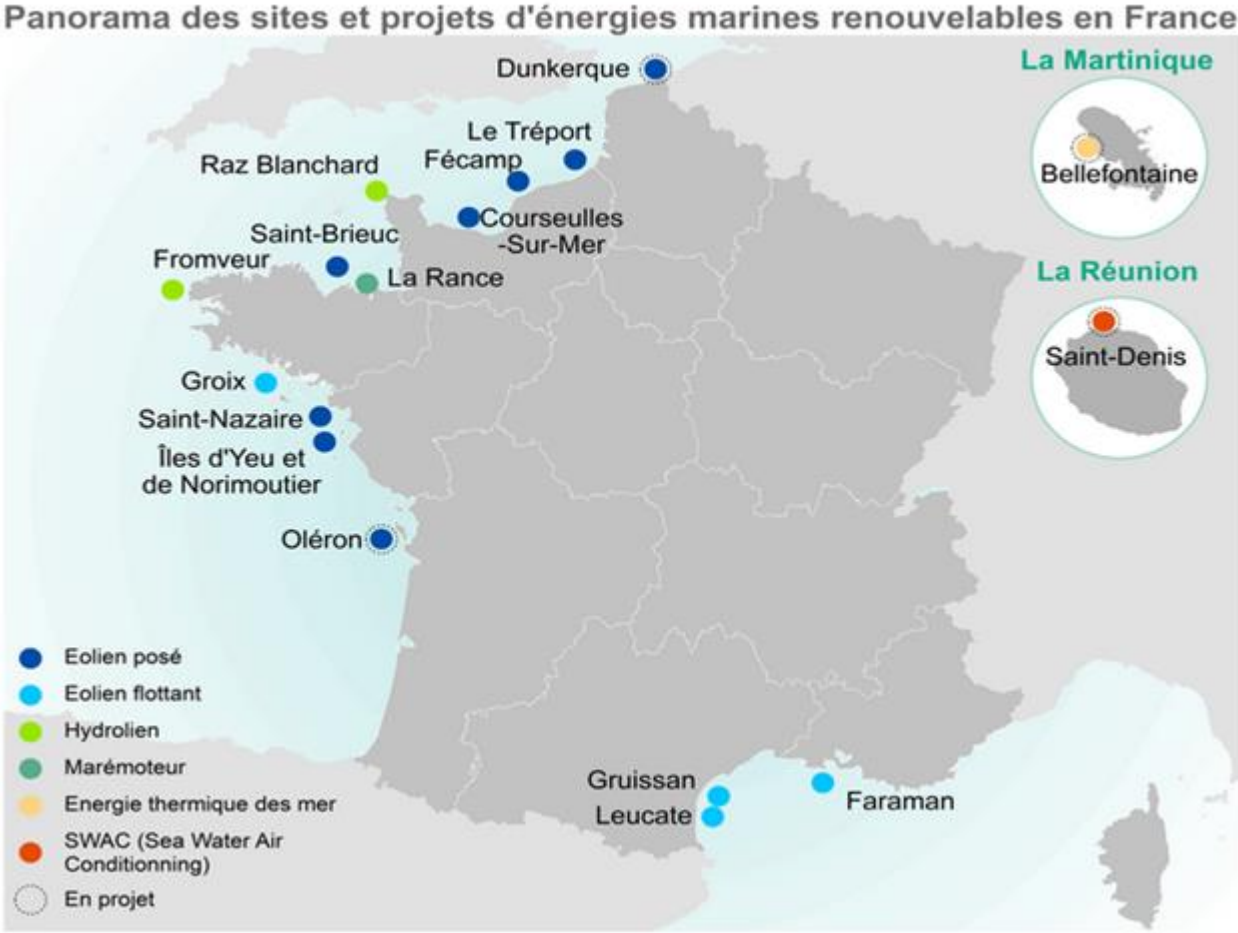 Panorama des sites et projets d'énergies marines renouvelables en France
Dunkerque
Le Tréport
Fécamp
Raz Blanchard
Courseulles
-Sur-Mer
Saint-Brieuc
Fromveur
La Rance
Groix
Saint-Nazaire
Îles d'Yeu et
de Norimoutier
Oléron
Gruissan
Leucate
Faraman
La Martinique
Bellefontaine
La Réunion
Saint-Denis
Eolien posé
Eolien flottant
Hydrolien
Marémoteur
Energie thermique des mer
SWAC (Sea Water Air
Conditionning)
En projet